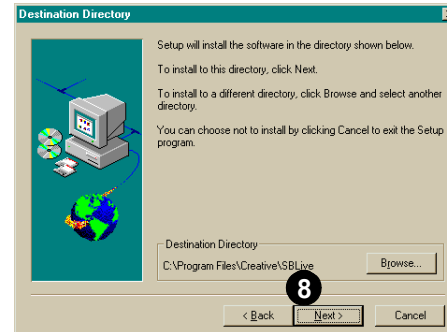 Destination Directory
Setup will install the software in the directory shown below.
To install to this directory, click Next.
To install to a different directory, click Browse and select another
directory.
You can choose not to install by clicking Cancel to exit the Setup
program.
Destination Directory
C:\Program Files\Creative\SBLive
Browse...
8
< Back
Next >
Cancel